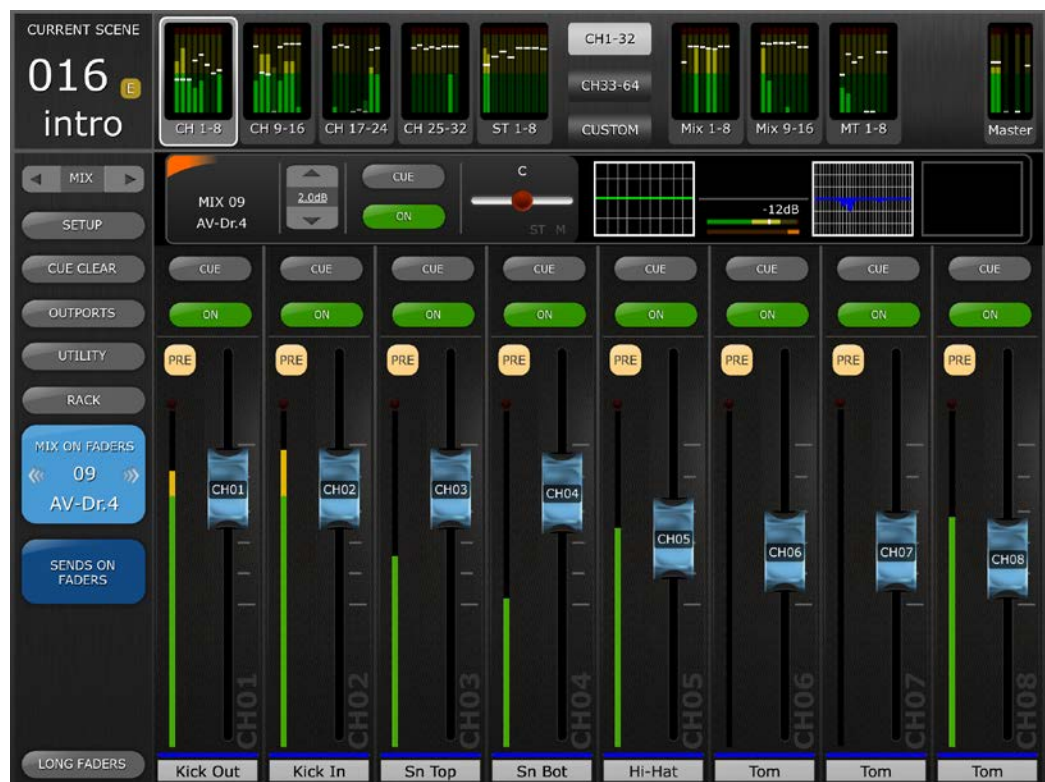 CURRENT SCENE
016 E
intro
CH 1-8
CH 9-16
CH 17-24
CH 25-32
ST 1-8
CH1-32
CH33-64
CUSTOM
Mix 1-8
Mix 9-16
MT 1-8
Master
MIX
SETUP
CUE CLEAR
OUTPORTS
UTILITY
RACK
MIX ON FADERS
09
AV-Dr.4
SENDS ON
FADERS
LONG FADERS
MIX 09
AV-Dr.4
2.0dB
CUE
ON
C
ST M
-12dB
CUE CUE CUE CUE CUE CUE CUE CUE
ON ON ON ON ON ON ON ON
PRE PRE PRE PRE PRE PRE PRE PRE
CH01 CH02 CH03 CH04 CH05 CH06 CH07 CH08
CH01 CH02 CH03 CH04 CH05 CH06 CH07 CH08
Kick Out Kick In Sn Top Sn Bot Hi-Hat Tom Tom Tom